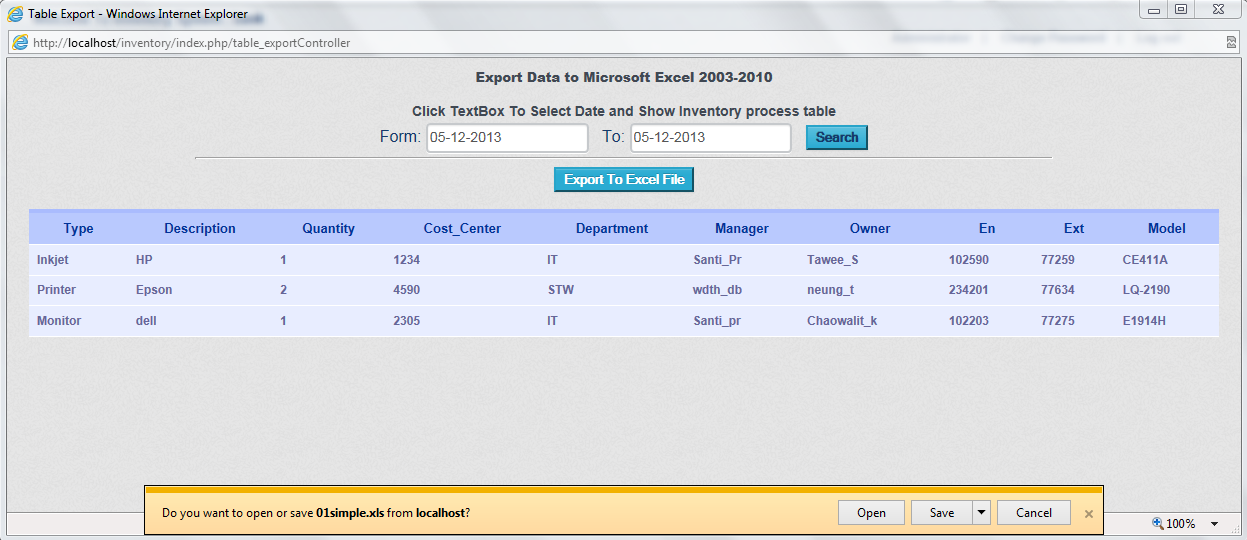 Table Export - Windows Internet Explorer
http://localhost/inventory/index.php/table_exportController
Export Data to Microsoft Excel 2003-2010
Click TextBox To Select Date and Show Inventory process table
Form: 05-12-2013 To: 05-12-2013 Search
Export To Excel File
Type Description Quantity Cost_Center Department Manager Owner En Ext Model
Inkjet HP 1 1234 IT Santi_Pr Tawee_S 102590 77259 CE411A
Printer Epson 2 4590 STW wdth_db neung_t 234201 77634 LQ-2190
Monitor dell 1 2305 IT Santi_pr Chaowalit_k 102203 77275 E1914H
Do you want to open or save 01simple.xls from localhost? Open Save Cancel
100%